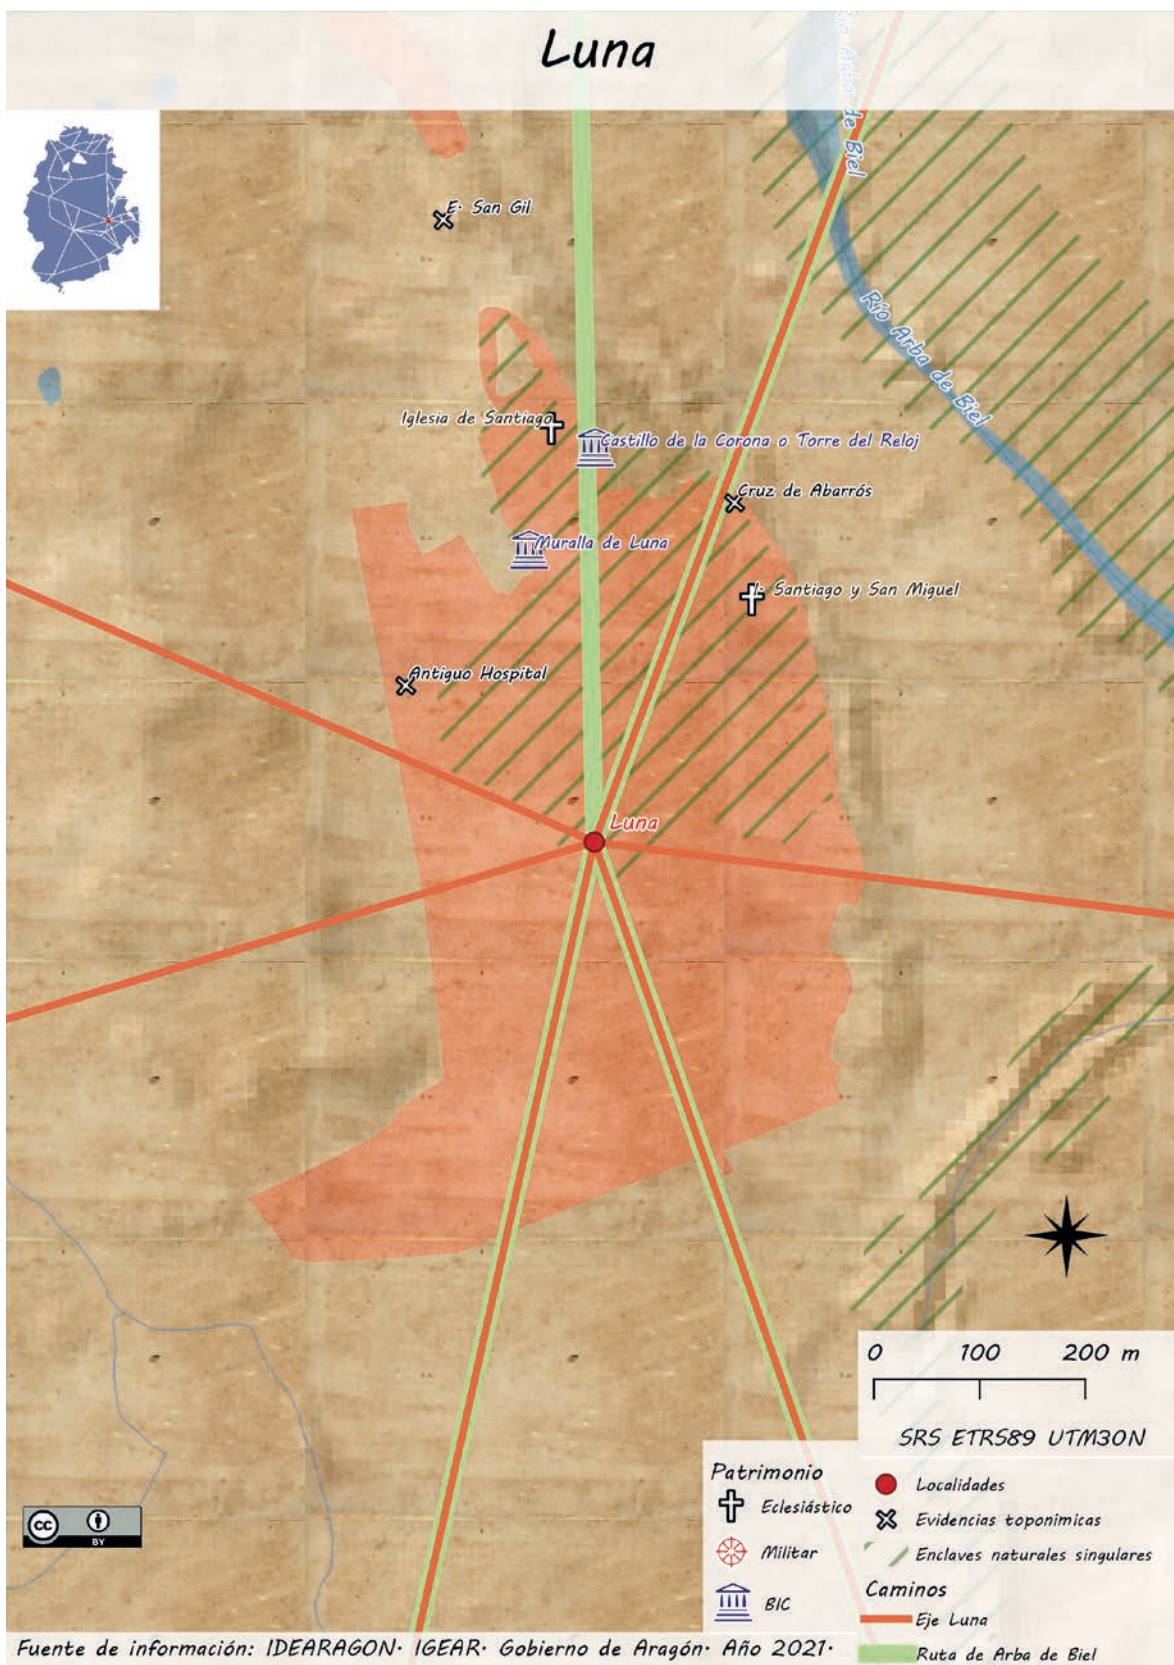 Luna
Río Arba de Biel
E. San Gil
Río Arba de Biel
Iglesia de Santiago
Castillo de la Corona o Torre del Reloj
Cruz de Abarrós
Muralla de Luna
I. Santiago y San Miguel
Antiguo Hospital
Luna
0 100 200 m
SRS ETRS89 UTM30N
Patrimonio
Eclesiástico
Militar
BIC
Localidades
Evidencias toponimicas
Enclaves naturales singulares
Caminos
Eje Luna
Ruta de Arba de Biel
cc
BY
Fuente de información: IDEARAGON. IGEAR. Gobierno de Aragón. Año 2021.